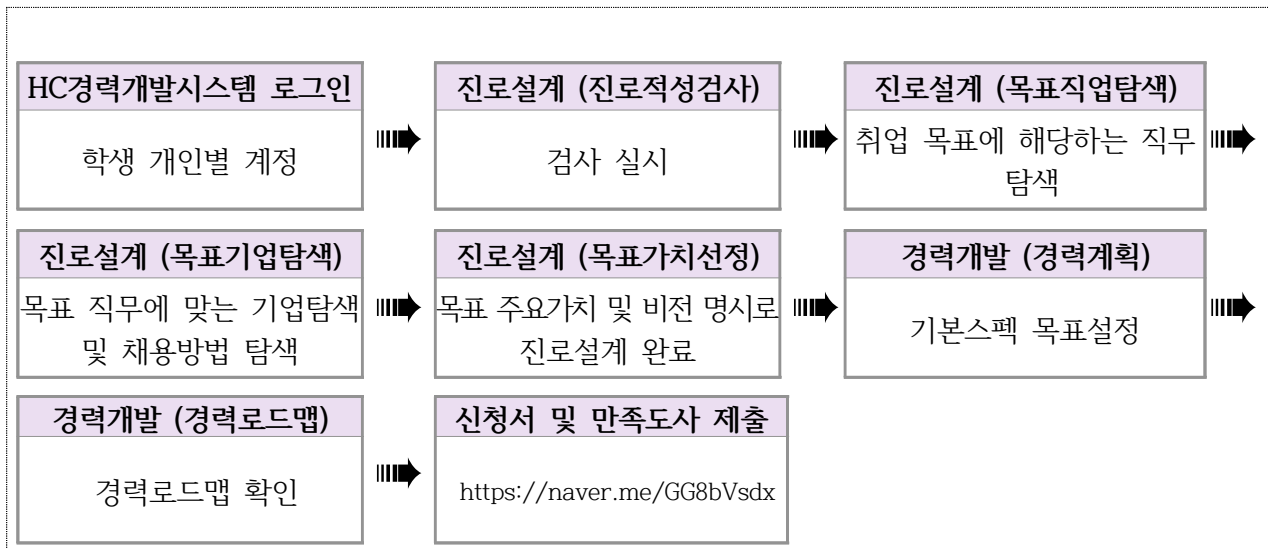 HC경력개발시스템 로그인
학생 개인별 계정
진로설계 (진로적성검사)
검사 실시
진로설계 (목표직업탐색)
취업 목표에 해당하는 직무
탐색
진로설계 (목표기업탐색)
목표 직무에 맞는 기업탐색
및 채용방법 탐색
진로설계 (목표가치선정)
목표 주요가치 및 비전 명시로
진로설계 완료
경력개발 (경력계획)
기본스펙 목표설정
경력개발 (경력로드맵)
경력로드맵 확인
신청서 및 만족도사 제출
https://naver.me/GG8bVsdx